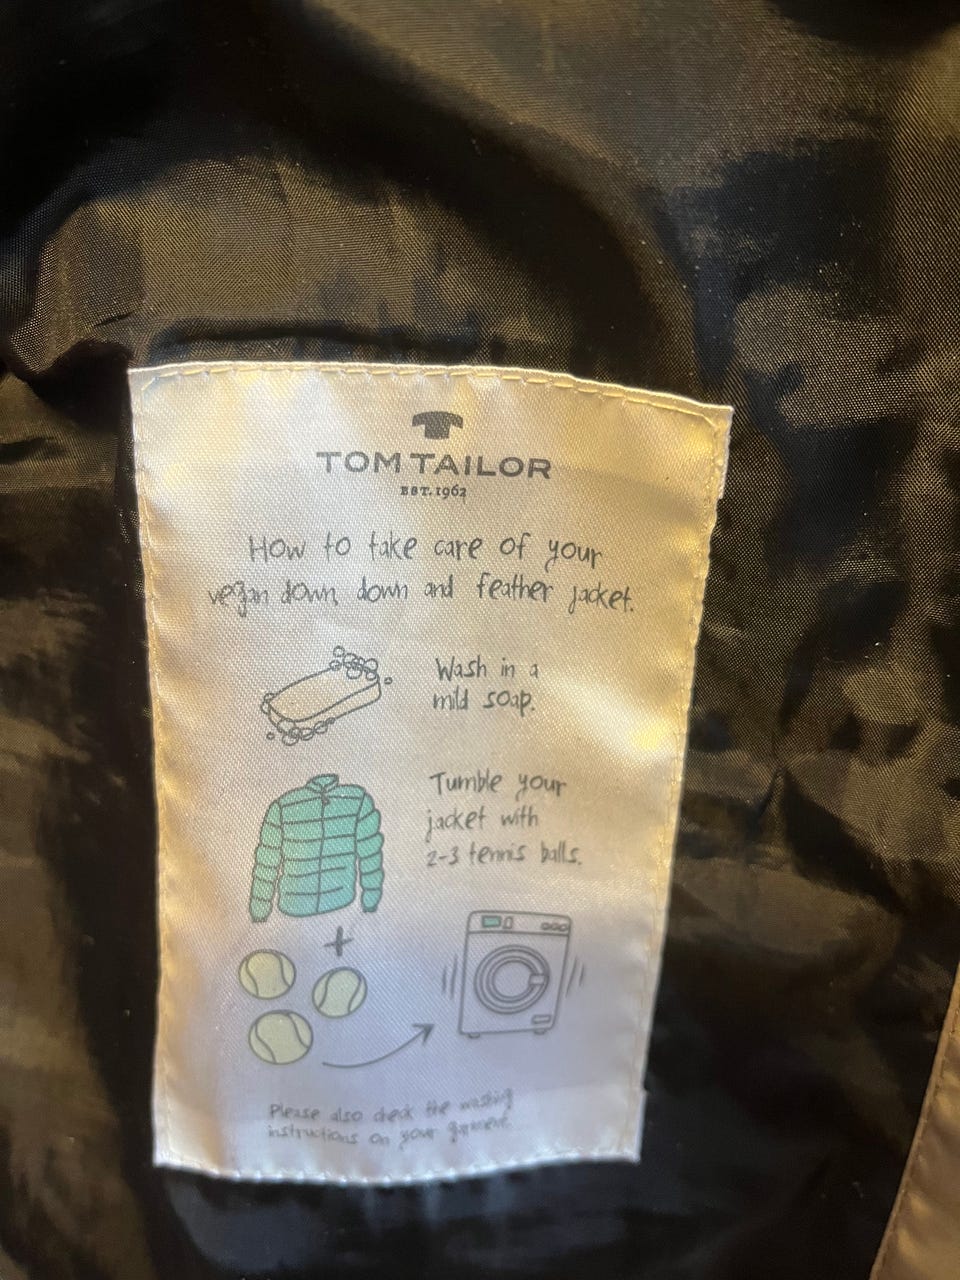 TOM TAILOR
EST. 1962
How to take care of your
vegan down, down and feather jacket.
Wash in a
mild soap.
Tumble your
jacket with
2-3 tennis balls.
+
Please also check the washing
instructions on your garment.